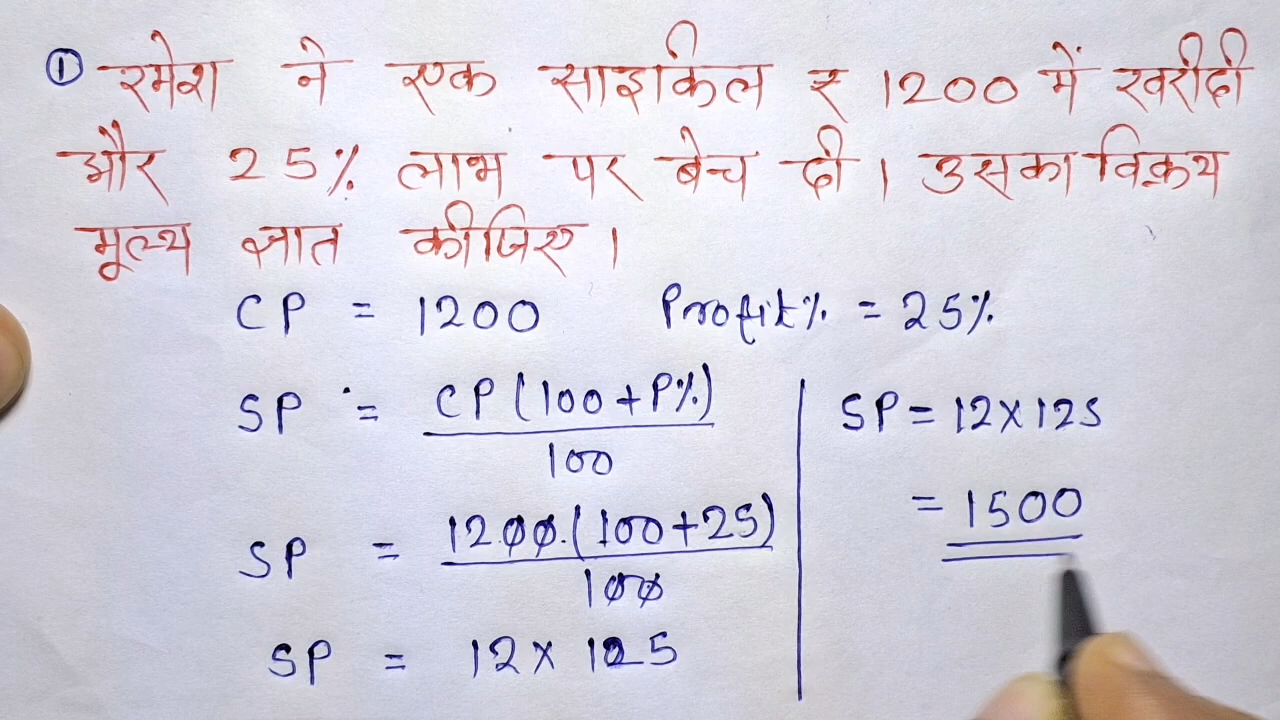 ① रमेश ने एक साइकिल ₹ 1200 में खरीदी
और 25% लाभ पर बेच दी। उसका विक्रय
मूल्य ज्ञात कीजिए।
CP = 1200 Profit% = 25%
SP = CP(100+P%)/100
SP = 1200.(100+25)/100
SP = 12×125
SP = 12×125
= 1500